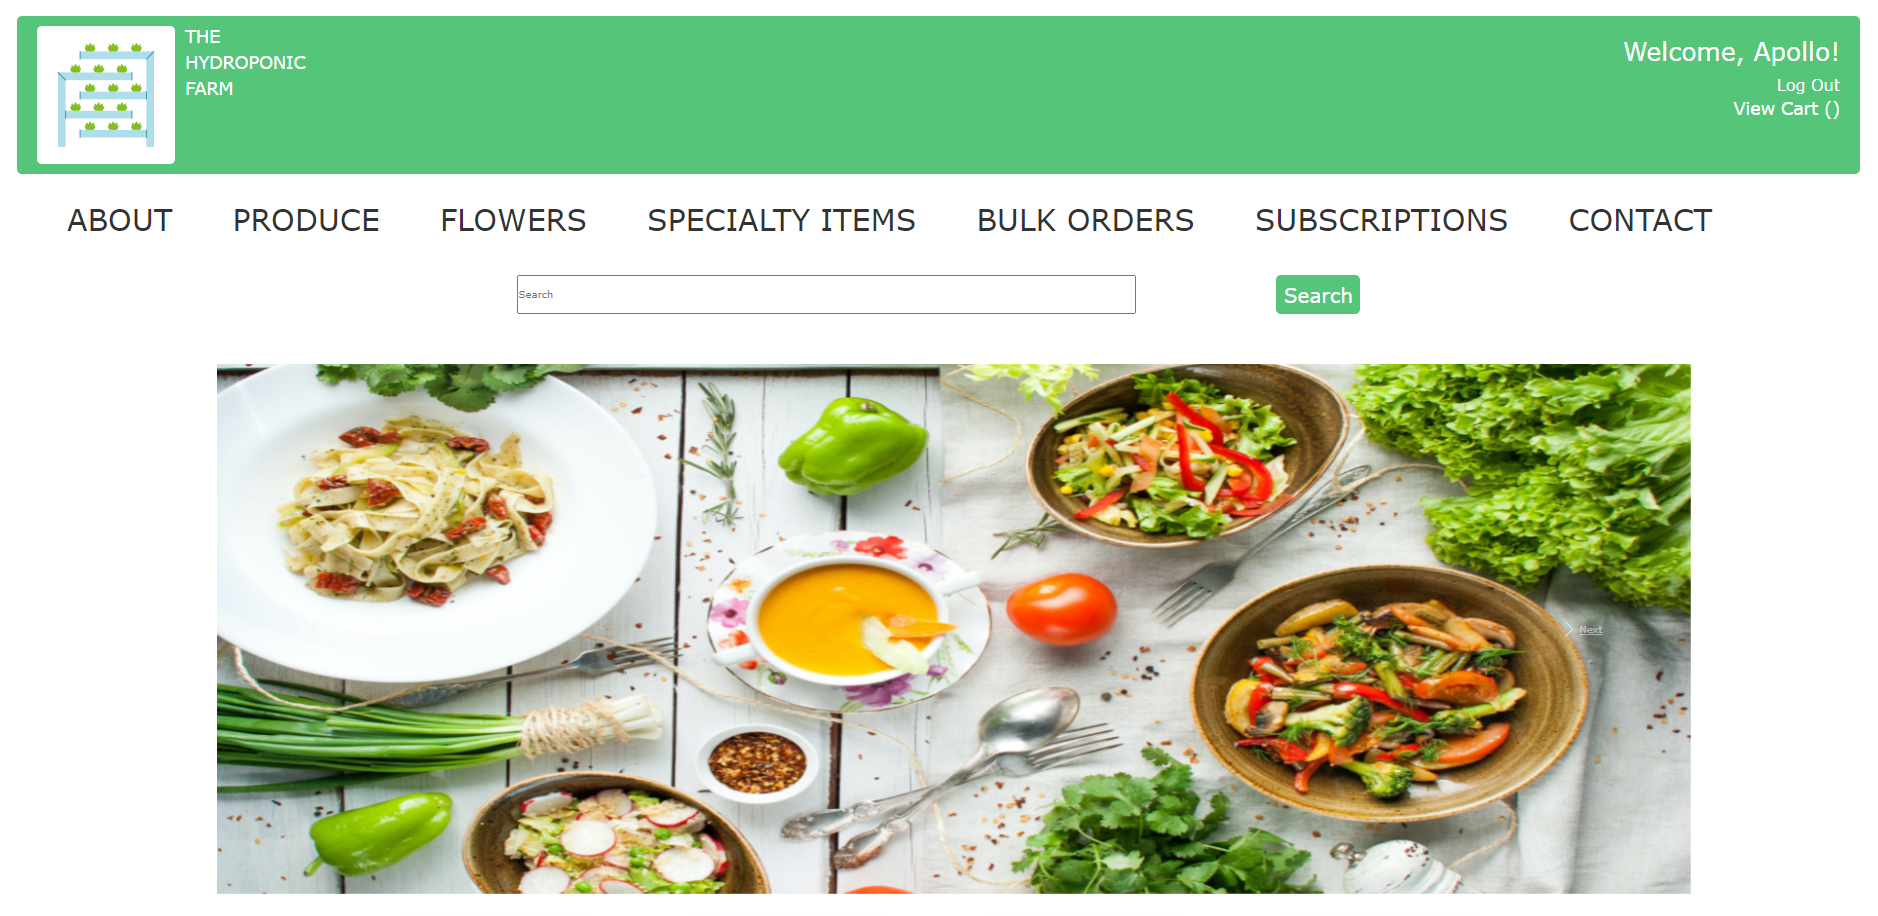 THE
HYDROPONIC
FARM
Welcome, Apollo!
Log Out
View Cart ()
ABOUT PRODUCE FLOWERS SPECIALTY ITEMS BULK ORDERS SUBSCRIPTIONS CONTACT
Search Search
Next